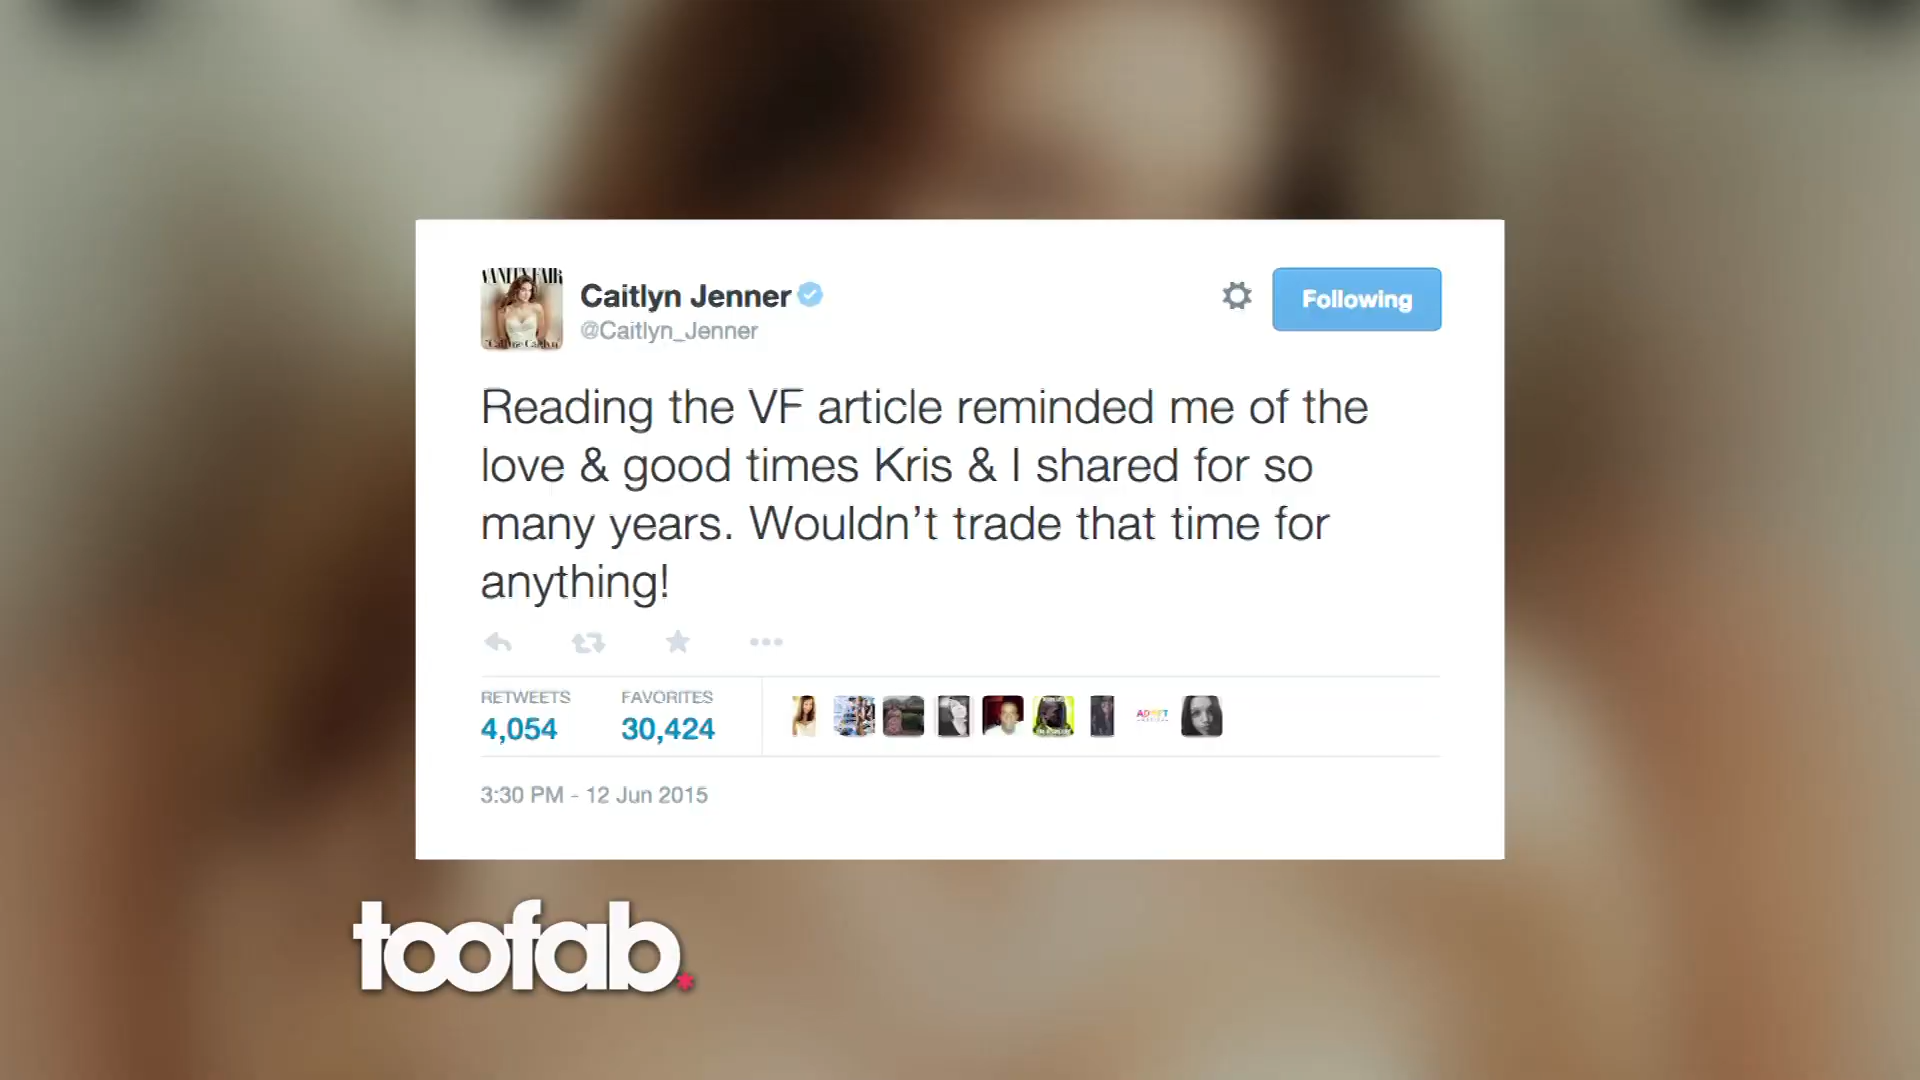 VANITY FAIR
Caitlyn Jenner
@Caitlyn_Jenner
Following
Reading the VF article reminded me of the
love & good times Kris & I shared for so
many years. Wouldn't trade that time for
anything!
RETWEETS
FAVORITES
4,054
30,424
3:30 PM - 12 Jun 2015
toofab.